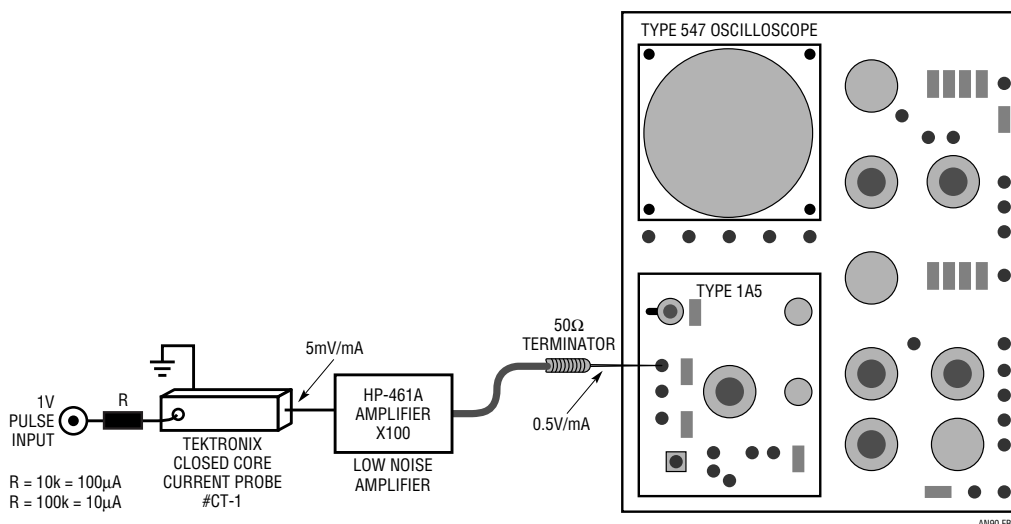 TYPE 547 OSCILLOSCOPE
TYPE 1A5
50Ω
TERMINATOR
5mV/mA
0.5V/mA
1V
PULSE
INPUT
R
HP-461A
AMPLIFIER
X100
TEKTRONIX
CLOSED CORE
CURRENT PROBE
#CT-1
LOW NOISE
AMPLIFIER
R = 10k = 100µA
R = 100k = 10µA